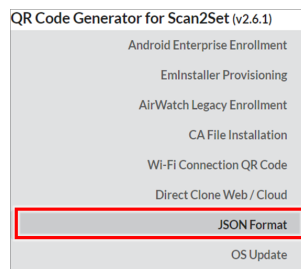 QR Code Generator for Scan2Set (v2.6.1)
Android Enterprise Enrollment
EmInstaller Provisioning
AirWatch Legacy Enrollment
CA File Installation
Wi-Fi Connection QR Code
Direct Clone Web / Cloud
JSON Format
OS Update